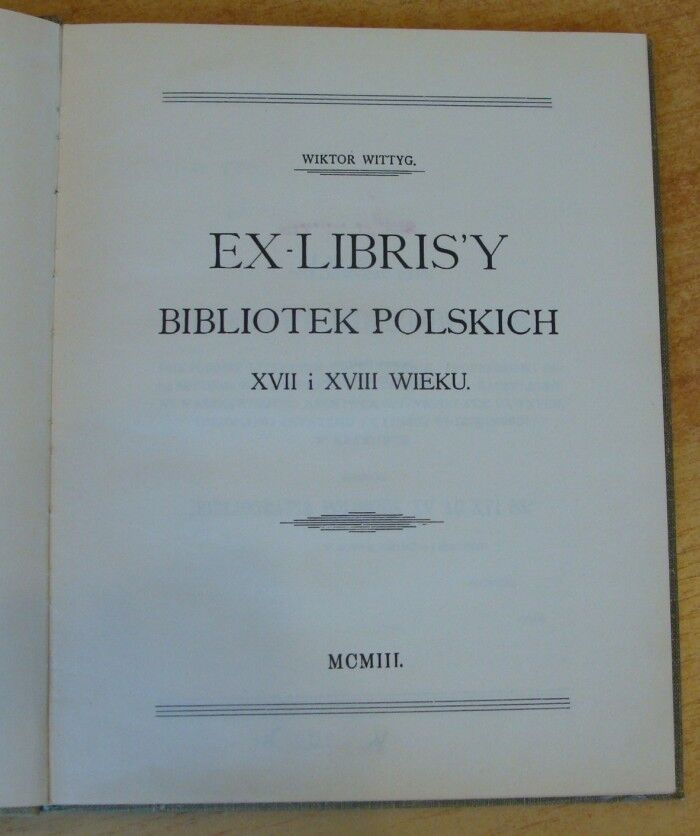 WIKTOR WITTYG.
EX-LIBRIS'Y
BIBLIOTEK POLSKICH
XVII i XVIII WIEKU.
MCMIII.